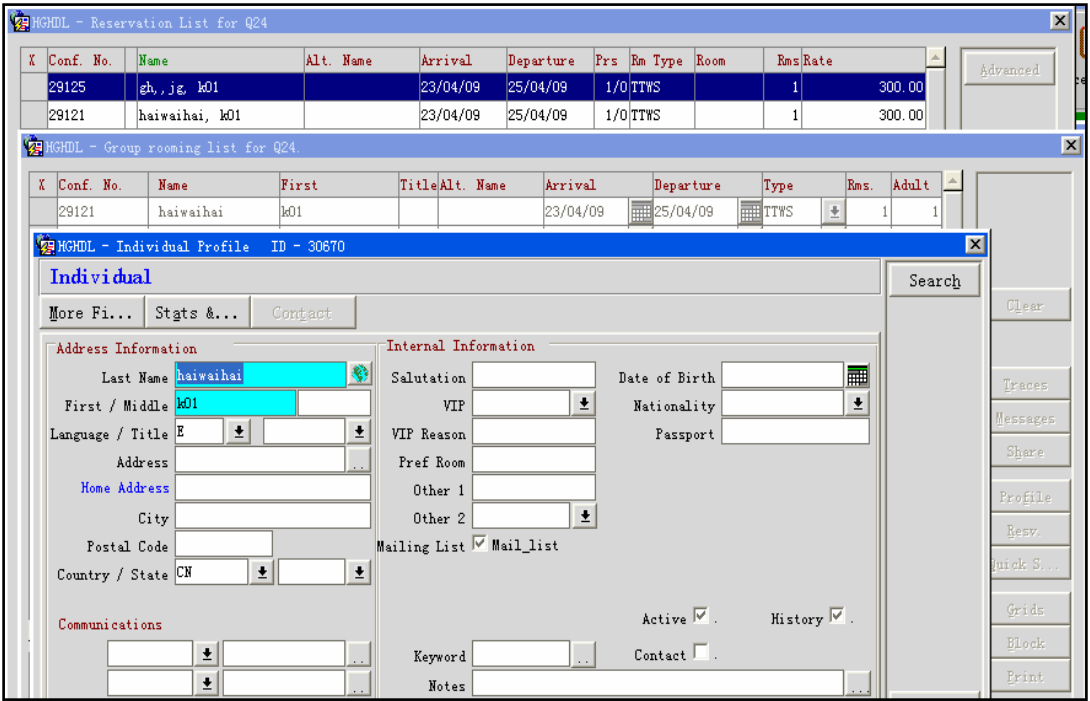 HGHDL - Reservation List for Q24
X Conf. No. Name Alt. Name Arrival Departure Prs Rm Type Room Rms Rate
29125 gh,,jg, k01 23/04/09 25/04/09 1/0 TTWS 1 300.00
29121 haiwaihai, k01 23/04/09 25/04/09 1/0 TTWS 1 300.00
Advanced
HGHDL - Group rooming list for Q24.
X Conf. No. Name First Title Alt. Name Arrival Departure Type Rms. Adult
29121 haiwaihai k01 23/04/09 25/04/09 TTWS 1 1
HGHDL - Individual Profile ID - 30670
Individual
Search
More Fi... Stats &... Contact
Address Information
Last Name haiwaihai
First / Middle k01
Language / Title E
Address ..
Home Address
City
Postal Code
Country / State CN
Communications
..
..
Internal Information
Salutation
VIP
VIP Reason
Pref Room
Other 1
Other 2
Mailing List Mail_list
Date of Birth
Nationality
Passport
Active . History .
Keyword .. Contact .
Notes ...
Clear
Traces
Messages
Share
Profile
Resv.
Quick S...
Grids
Block
Print